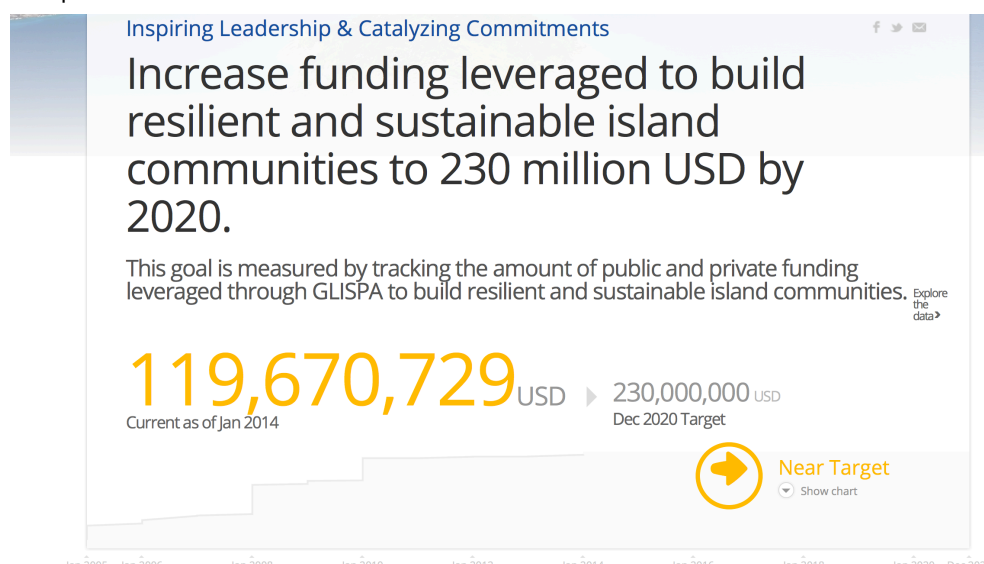 Inspiring Leadership & Catalyzing Commitments
Increase funding leveraged to build
resilient and sustainable island
communities to 230 million USD by
2020.
This goal is measured by tracking the amount of public and private funding
leveraged through GLISPA to build resilient and sustainable island communities.
Explore
the
data
119,670,729 USD
230,000,000 USD
Current as of Jan 2014
Dec 2020 Target
Near Target
Show chart